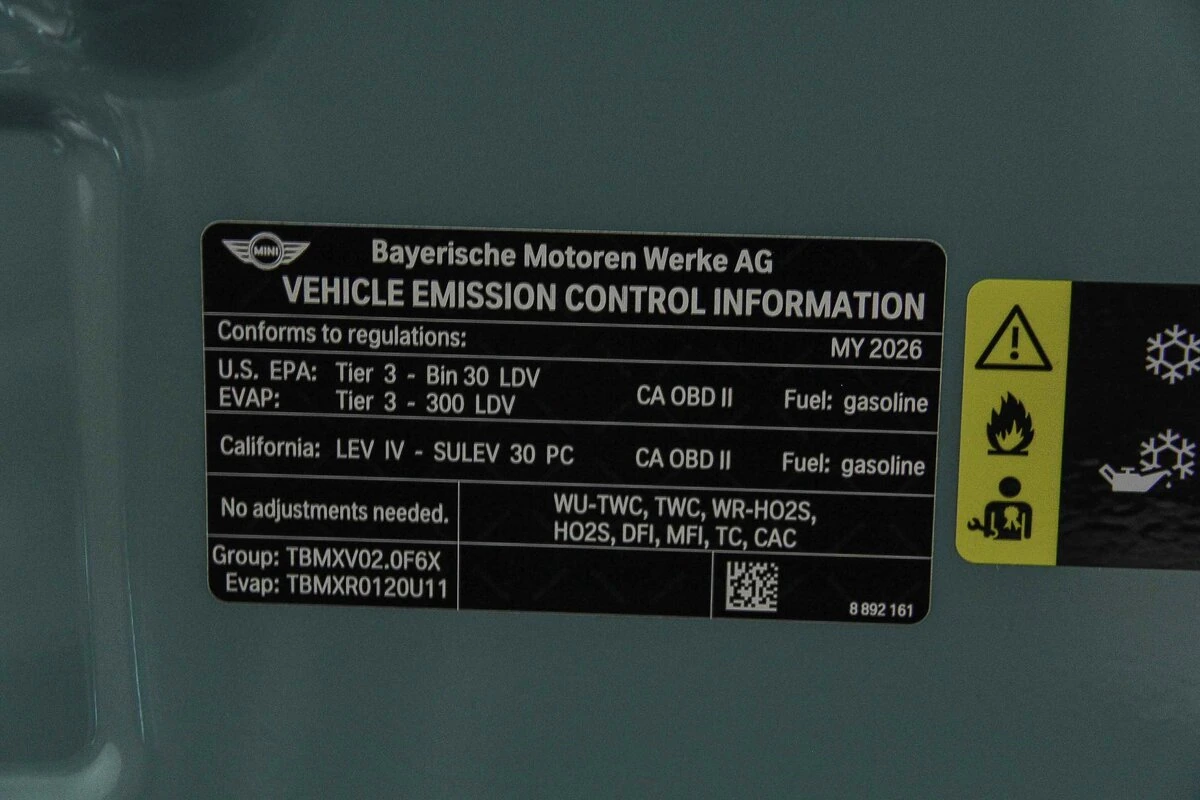 MINI
Bayerische Motoren Werke AG
VEHICLE EMISSION CONTROL INFORMATION
Conforms to regulations: MY 2026
U.S. EPA: Tier 3 - Bin 30 LDV
EVAP: Tier 3 - 300 LDV
CA OBD II Fuel: gasoline
California: LEV IV - SULEV 30 PC CA OBD II Fuel: gasoline
No adjustments needed.
WU-TWC, TWC, WR-HO2S,
HO2S, DFI, MFI, TC, CAC
Group: TBMXV02.0F6X
Evap: TBMXR0120U11
8 892 161